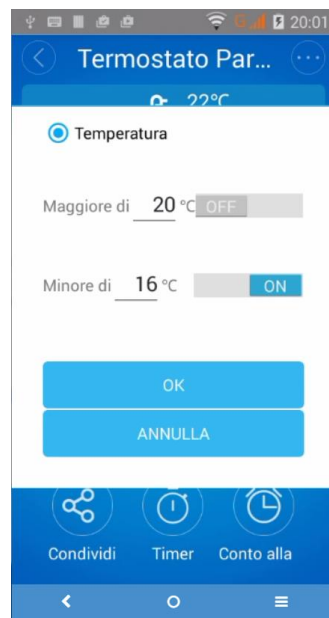 G 20:01
Termostato Par...
22°C
Temperatura
Maggiore di 20 °C OFF
Minore di 16 °C ON
OK
ANNULLA
Condividi Timer Conto alla